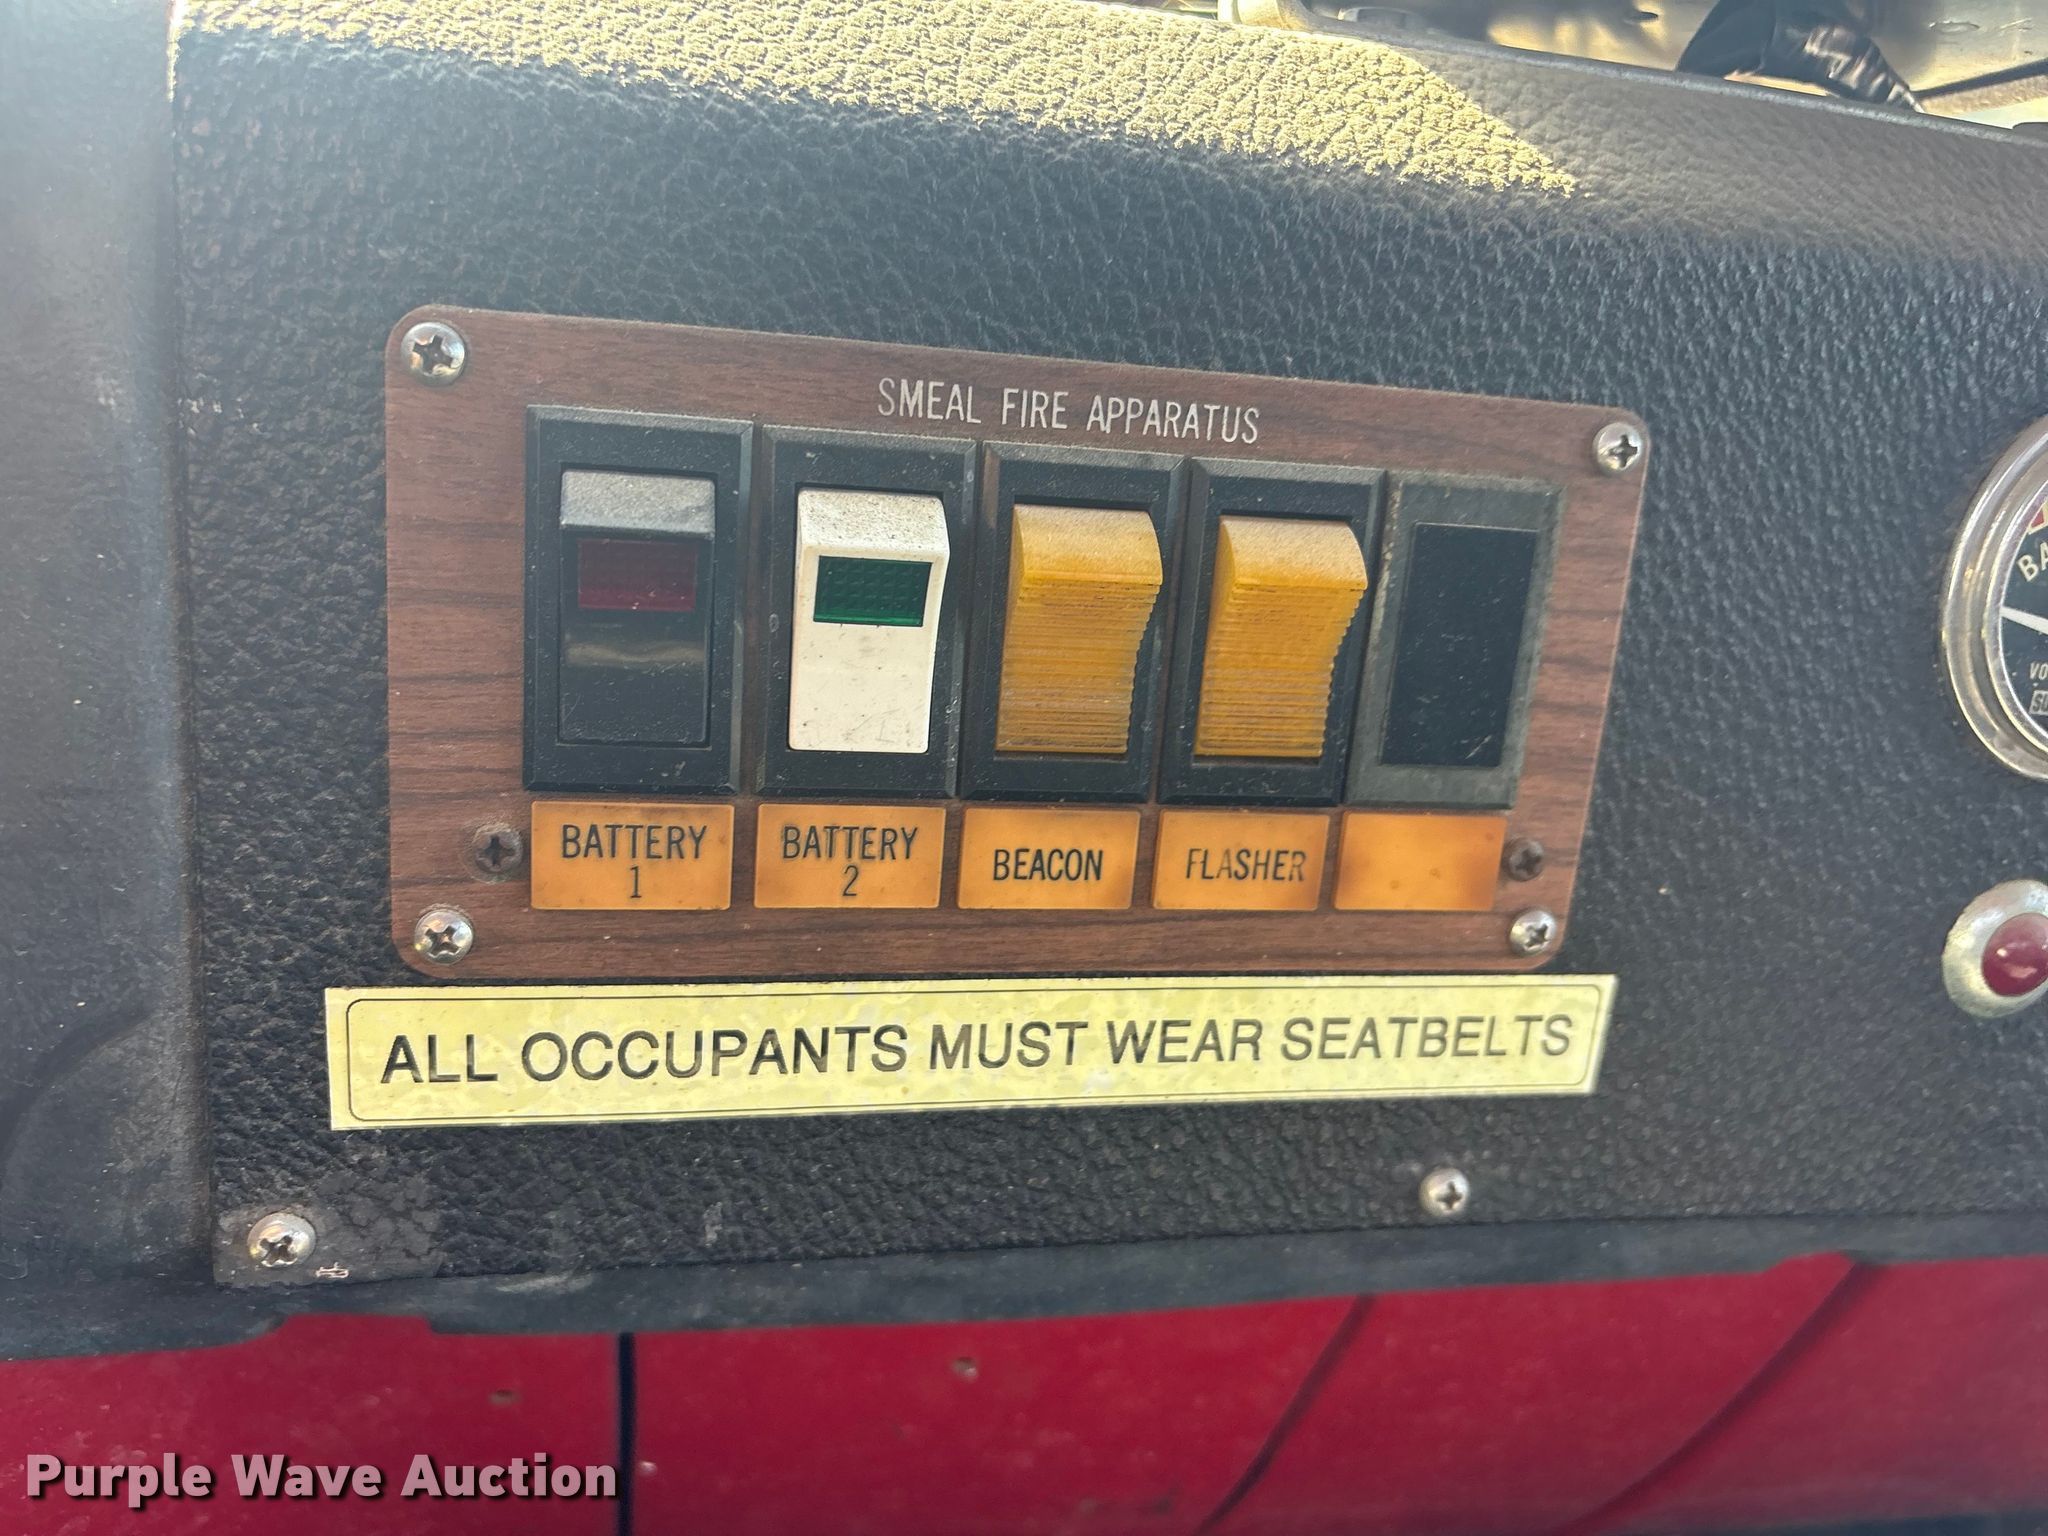 SMEAL FIRE APPARATUS
BATTERY
1
BATTERY
2
BEACON
FLASHER
ALL OCCUPANTS MUST WEAR SEATBELTS
Purple Wave Auction